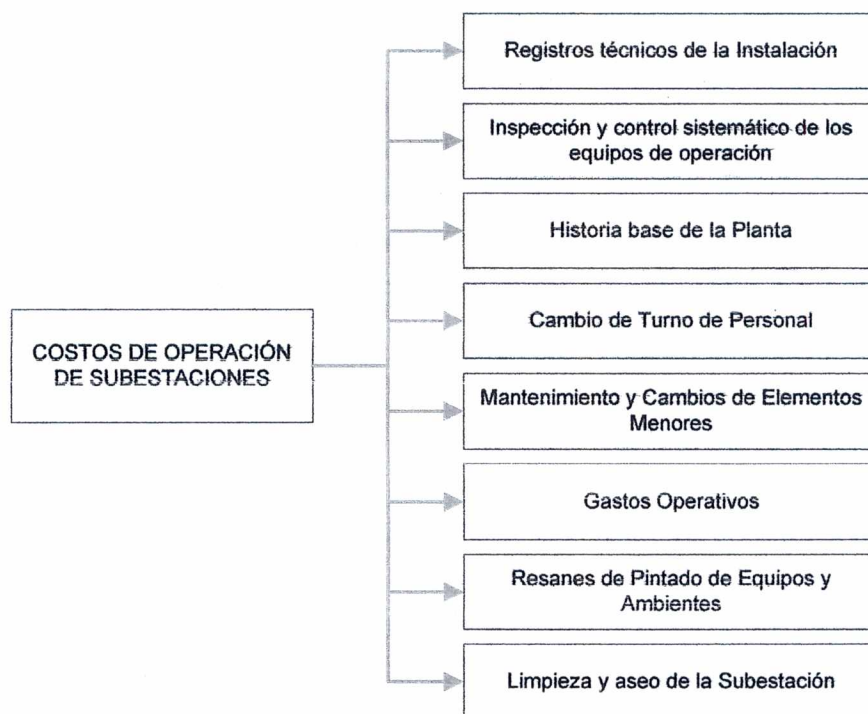 Registros técnicos de la Instalación
Inspección y control sistemático de los
equipos de operación
Historia base de la Planta
Cambio de Turno de Personal
COSTOS DE OPERACIÓN
DE SUBESTACIONES
Mantenimiento y Cambios de Elementos
Menores
Gastos Operativos
Resanes de Pintado de Equipos y
Ambientes
Limpieza y aseo de la Subestación